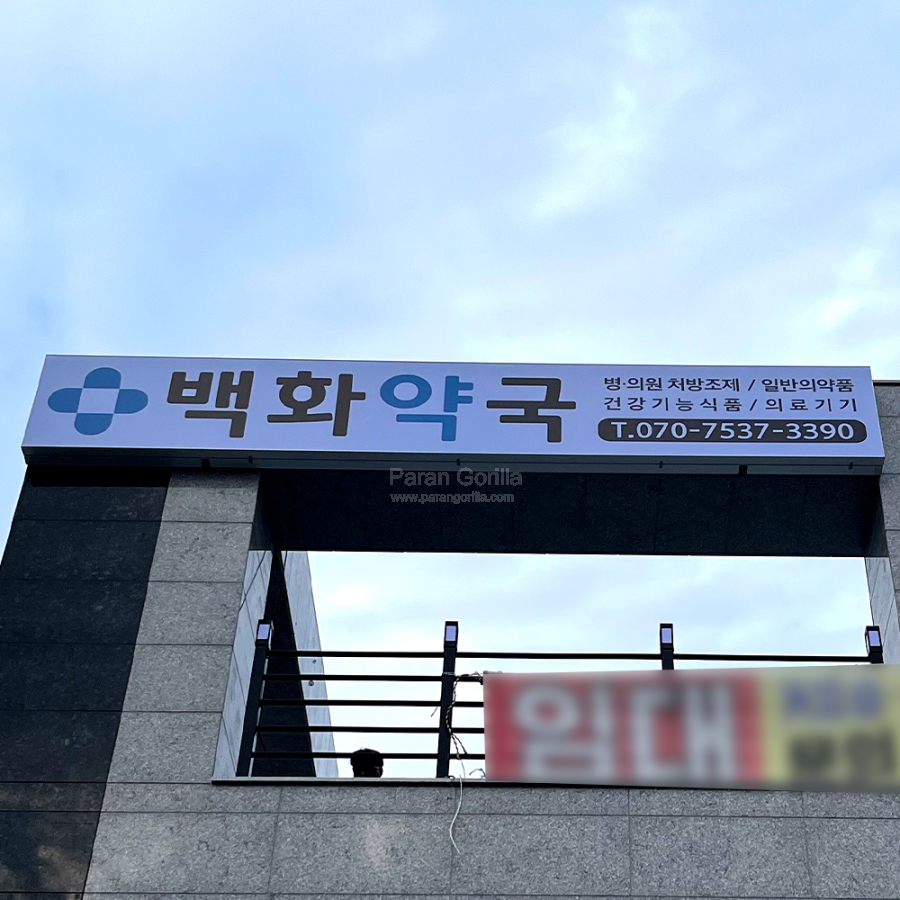 백화약국
병·의원 처방조제 / 일반의약품
건강기능식품 / 의료기기
T.070-7537-3390
Paran Gorilla
www.parangorilla.com
임대